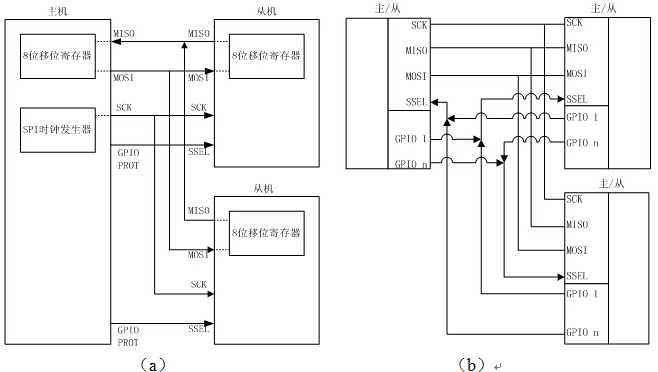 主机
8位移位寄存器
SPI时钟发生器
MISO
MOSI
SCK
GPIO
PROT
GPIO
PROT
从机
8位移位寄存器
MOSI
SCK
SSEL
从机
MISO
8位移位寄存器
MOSI
SCK
SSEL
(a)
主/从
SCK
MISO
MOSI
SSEL
GPIO 1
GPIO n
主/从
SCK
MISO
MOSI
SSEL
GPIO 1
GPIO n
主/从
SCK
MISO
MOSI
SSEL
GPIO 1
GPIO n
(b)